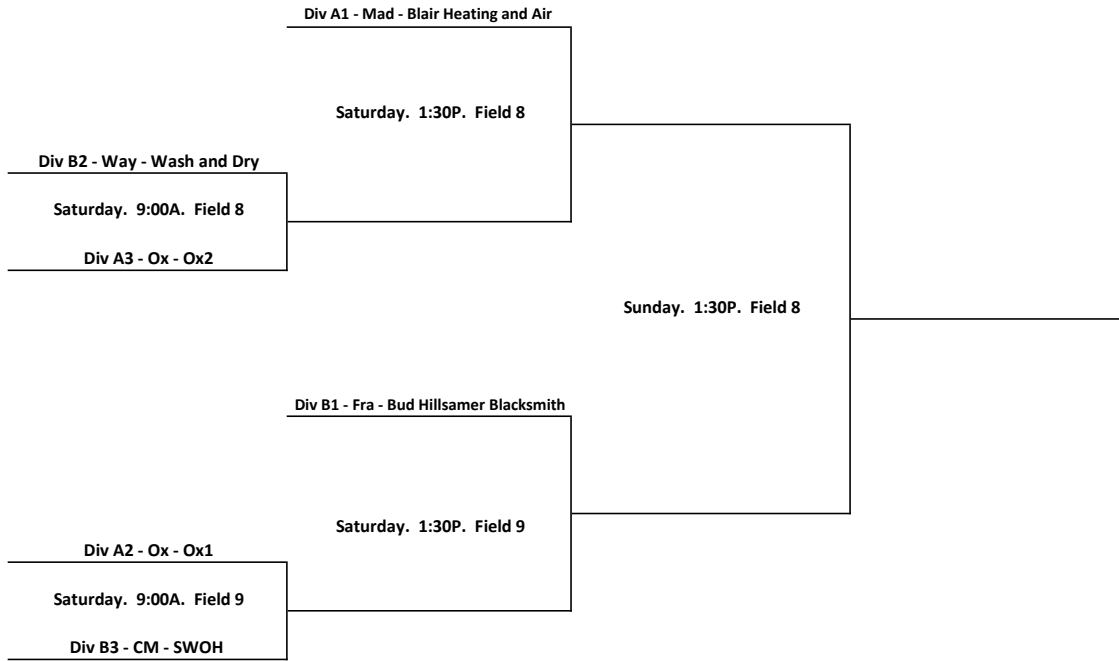 Div A1 - Mad - Blair Heating and Air
Saturday.  1:30P.  Field 8
Div B2 - Way - Wash and Dry
Saturday.  9:00A.  Field 8
Div A3 - Ox - Ox2
Sunday.  1:30P.  Field 8
Div B1 - Fra - Bud Hillsamer Blacksmith
Saturday.  1:30P.  Field 9
Div A2 - Ox - Ox1
Saturday.  9:00A.  Field 9
Div B3 - CM - SWOH